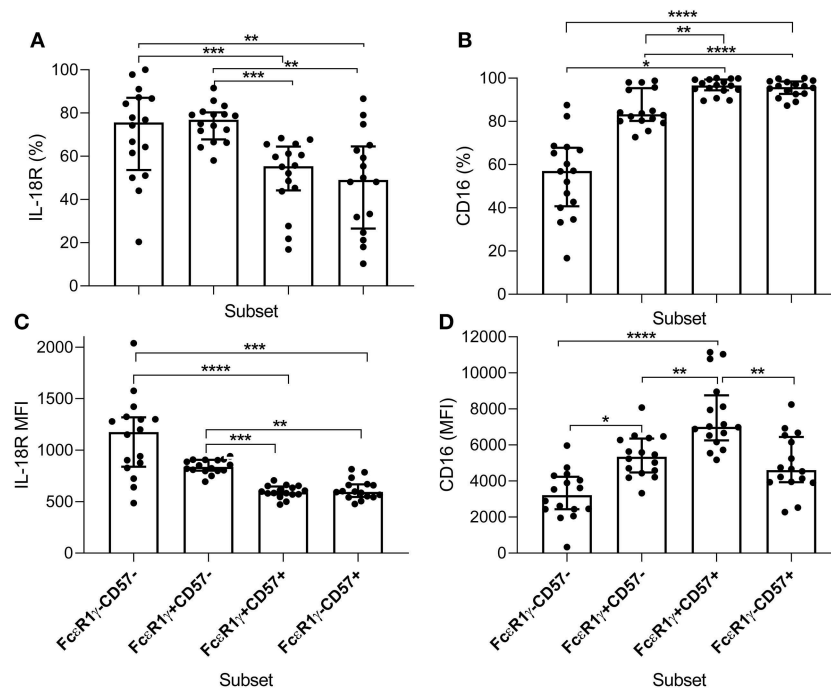 A
**
***
**
***
100
80
60
40
20
0
IL-18R (%)
Subset
B
****
**
****
*
100
80
60
40
20
0
CD16 (%)
Subset
C
***
****
**
***
2000
1500
1000
500
0
IL-18R MFI
FcεR1γ-CD57-
FcεR1γ+CD57-
FcεR1γ+CD57+
FcεR1γ-CD57+
Subset
D
****
**
**
*
12000
10000
8000
6000
4000
2000
0
CD16 (MFI)
FcεR1γ-CD57-
FcεR1γ+CD57-
FcεR1γ+CD57+
FcεR1γ-CD57+
Subset